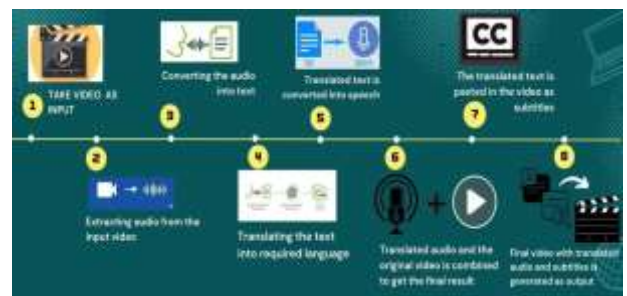 1
TAKE VIDEO AS
INPUT
2
Extracting audio from the
input video
3
Converting the audio
into text
4
Translating the text
into required language
5
Translated text is
converted into speech
6
Translated audio and the
original video is combined
to get the final result
CC
7
The translated text is
pasted in the video as
subtitles
8
Final video with translated
audio and subtitles is
generated as output